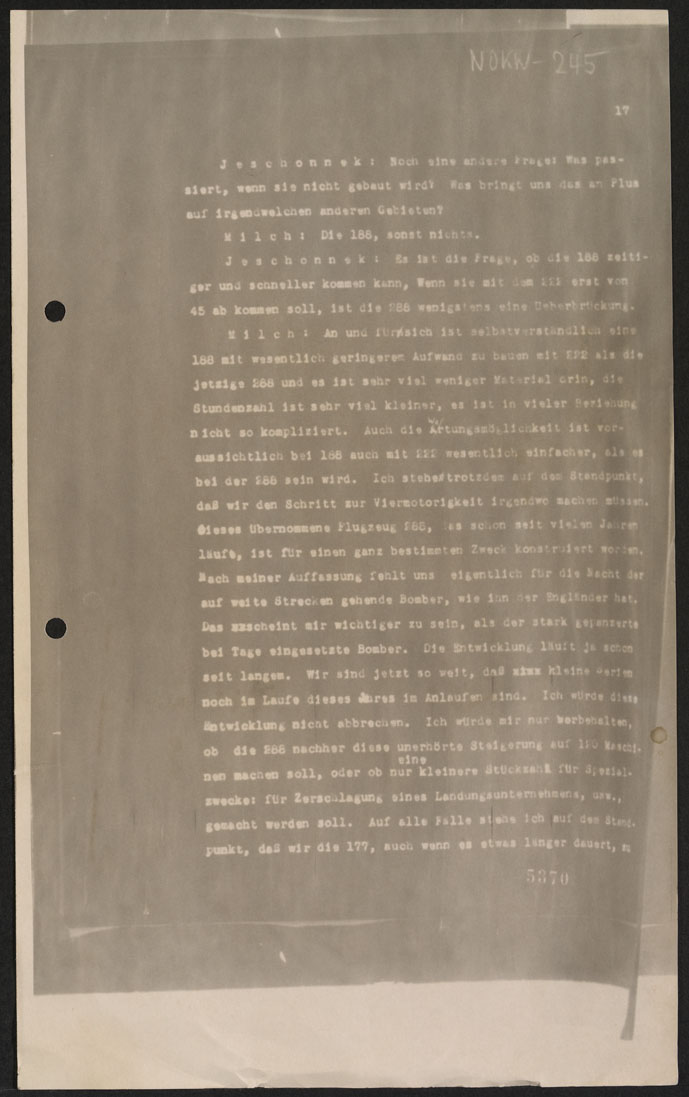 NOKW-245
17
J e s c h o n n e k : Noch eine andere Frage: Was pas-
siert, wenn sie nicht gebaut wird? Was bringt uns das an Plus
auf irgendwelchen anderen Gebieten?
M i l c h : Die 188, sonst nichts.
J e s c h o n n e k : Es ist die Frage, ob die 188 zeiti-
ger und schneller kommen kann, Wenn sie mit dem 222 erst von
45 ab kommen soll, ist die 288 wenigstens eine Ueberbrückung.
M i l c h : An und für sich ist selbstverständlich eine
188 mit wesentlich geringerem Aufwand zu bauen mit 222 als die
jetzige 288 und es ist sehr viel weniger Material drin, die
Stundenzahl ist sehr viel kleiner, es ist in vieler Beziehung
nicht so kompliziert. Auch die Wartungsmöglichkeit ist vor-
aussichtlich bei 188 auch mit 222 wesentlich einfacher, als es
bei der 288 sein wird. Ich stehe trotzdem auf dem Standpunkt,
daß wir den Schritt zur Viermotorigkeit irgendwo machen müssen.
Dieses Übernommene Flugzeug 288, das schon seit vielen Jahren
läuft, ist für einen ganz bestimmten Zweck konstruiert worden.
Nach meiner Auffassung fehlt uns eigentlich für die Nacht der
auf weite Strecken gehende Bomber, wie ihn der Engländer hat.
Das scheint mir wichtiger zu sein, als der stark gepanzerte
bei Tage eingesetzte Bomber. Die Entwicklung läuft ja schon
seit langem. Wir sind jetzt so weit, daß kleine Serien
noch im Laufe dieses Jahres im Anlaufen sind. Ich würde diese
Entwicklung nicht abbrechen. Ich würde mir nur vorbehalten,
ob die 288 nachher diese unerhörte Steigerung auf 120 Maschi-
nen machen soll, oder ob nur eine kleinere Stückzahl für Spezial-
zwecke: für Zerschlagung eines Landungsunternehmens, usw.,
gemacht werden soll. Auf alle Fälle stehe ich auf dem Stand-
punkt, daß wir die 177, auch wenn es etwas länger dauert, zu
5370